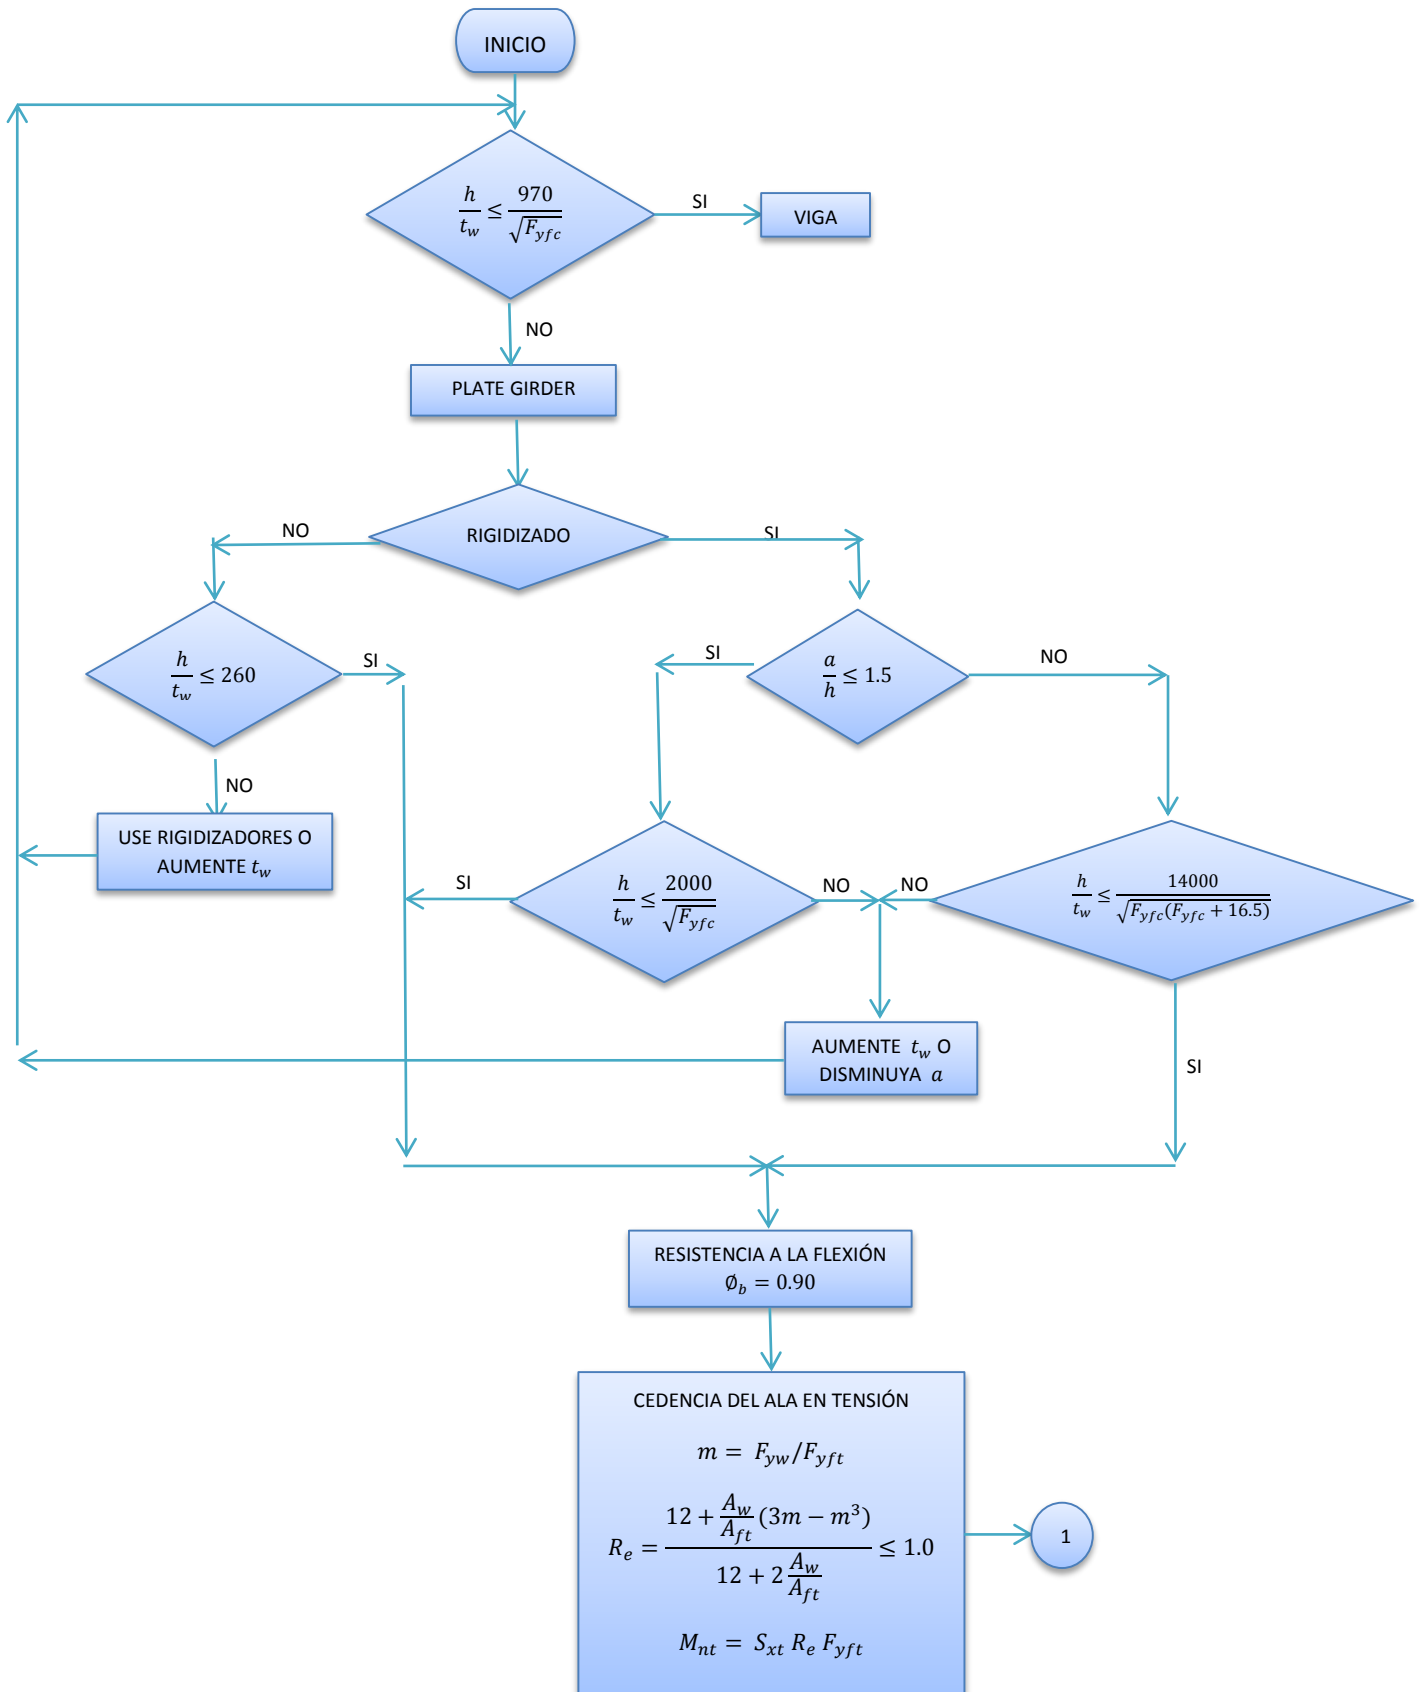 INICIO
h/t_w ≤ 970/√F_yfc
SI
VIGA
NO
PLATE GIRDER
RIGIDIZADO
NO
SI
h/t_w ≤ 260
SI
NO
USE RIGIDIZADORES O
AUMENTE t_w
a/h ≤ 1.5
SI
NO
h/t_w ≤ 2000/√F_yfc
SI
NO
NO
h/t_w ≤ 14000/√F_yfc(F_yfc + 16.5)
AUMENTE t_w O
DISMINUYA a
SI
RESISTENCIA A LA FLEXIÓN
∅_b = 0.90
CEDENCIA DEL ALA EN TENSIÓN
m = F_yw/F_yft
R_e = (12 + A_w/A_ft (3m − m³))/(12 + 2 A_w/A_ft) ≤ 1.0
M_nt = S_xt R_e F_yft
1